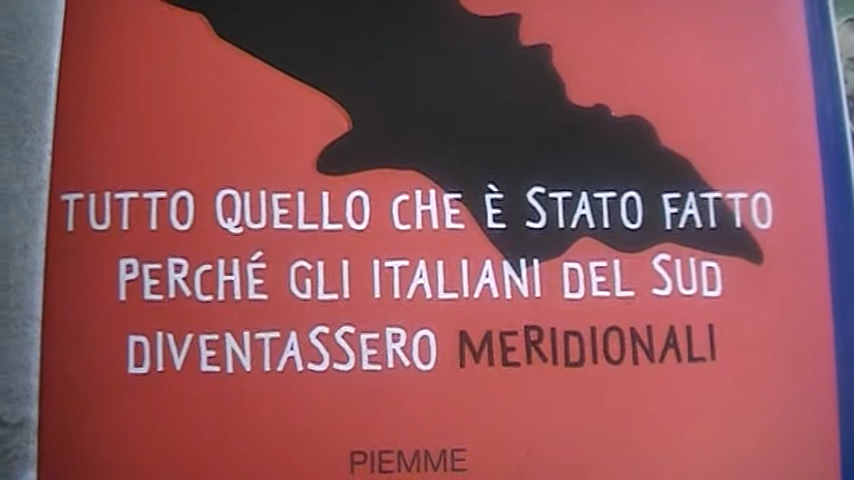 TUTTO QUELLO CHE È STATO FATTO
PERCHÉ GLI ITALIANI DEL SUD
DIVENTASSERO MERIDIONALI
PIEMME